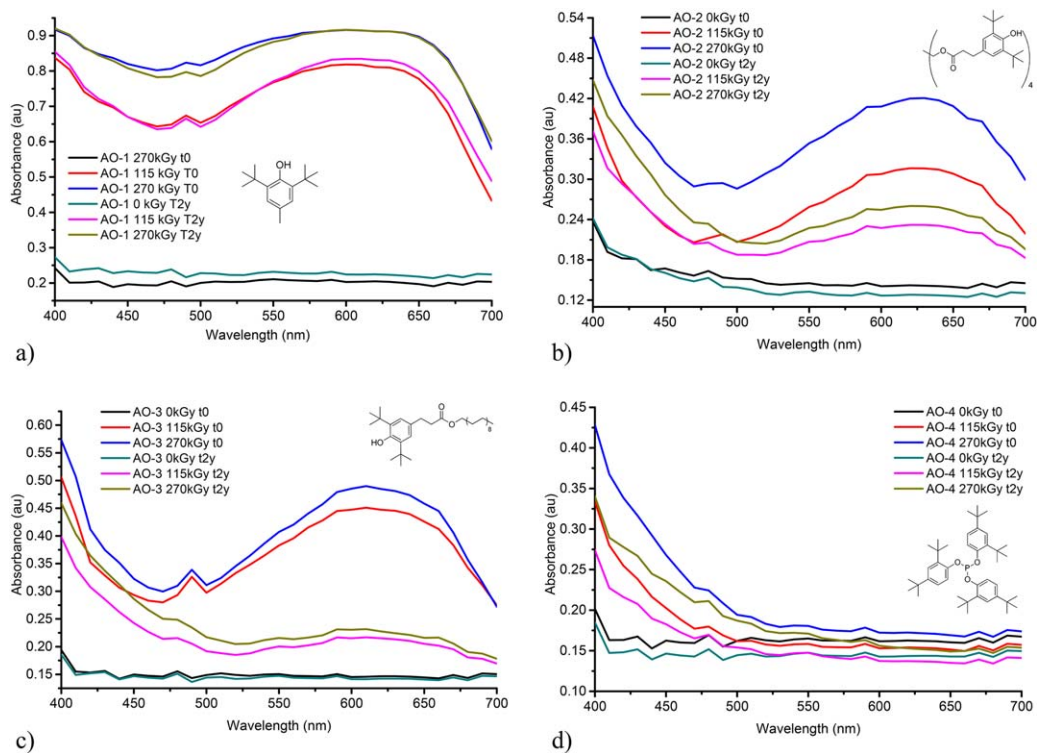 AO-1 270kGy t0
AO-1 115 kGy T0
AO-1 270 kGy T0
AO-1 0 kGy T2y
AO-1 115 kGy T2y
AO-1 270kGy T2y
OH
Absorbance (au)
0.9
0.8
0.7
0.6
0.5
0.4
0.3
0.2
400 450 500 550 600 650 700
Wavelength (nm)
a)
AO-2 0kGy t0
AO-2 115kGy t0
AO-2 270kGy t0
AO-2 0kGy t2y
AO-2 115kGy t2y
AO-2 270kGy t2y
OH
O
O
4
Absorbance (au)
0.54
0.48
0.42
0.36
0.30
0.24
0.18
0.12
400 450 500 550 600 650 700
Wavelength (nm)
b)
AO-3 0kGy t0
AO-3 115kGy t0
AO-3 270kGy t0
AO-3 0kGy t2y
AO-3 115kGy t2y
AO-3 270kGy t2y
O
O
HO
8
Absorbance (au)
0.60
0.55
0.50
0.45
0.40
0.35
0.30
0.25
0.20
0.15
400 450 500 550 600 650 700
Wavelength (nm)
c)
AO-4 0kGy t0
AO-4 115kGy t0
AO-4 270kGy t0
AO-4 0kGy t2y
AO-4 115kGy t2y
AO-4 270kGy t2y
O P O
O
Absorbance (au)
0.45
0.40
0.35
0.30
0.25
0.20
0.15
0.10
400 450 500 550 600 650 700
Wavelength (nm)
d)